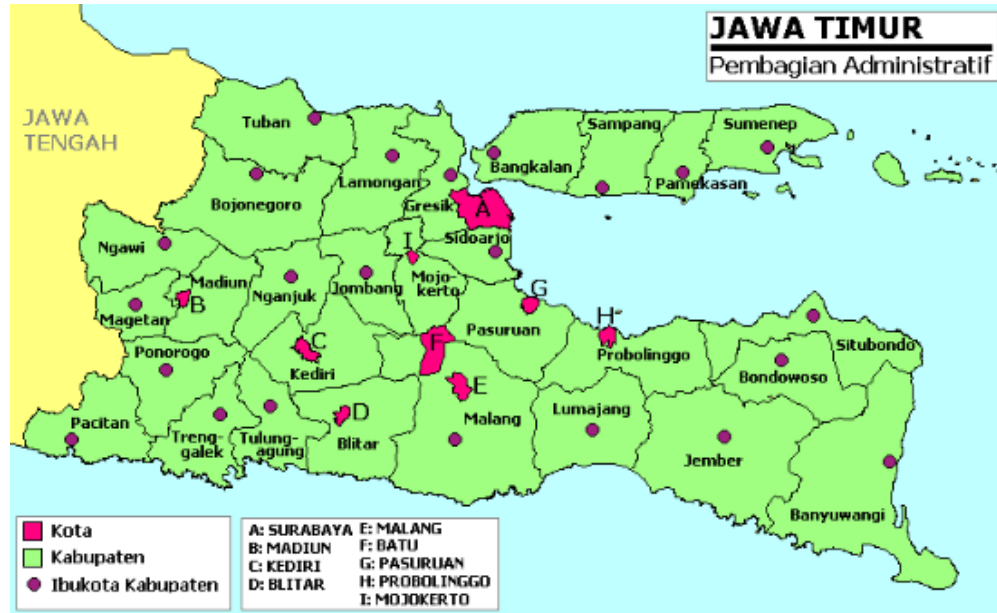 JAWA TIMUR
Pembagian Administratif
JAWA
TENGAH
Tuban
Lamongan
Bojonegoro
Gresik
A
Bangkalan
Sampang
Pamekasan
Sumenep
Ngawi
Madiun
B
Magetan
Nganjuk
Jombang
I
Mojo-
kerto
Sidoarjo
G
Pasuruan
H
Probolinggo
Situbondo
Bondowoso
Ponorogo
C
Kediri
F
E
Malang
D
Blitar
Lumajang
Jember
Banyuwangi
Pacitan
Treng-
galek
Tulung-
agung
Kota
Kabupaten
Ibukota Kabupaten
A: SURABAYA
B: MADIUN
C: KEDIRI
D: BLITAR
E: MALANG
F: BATU
G: PASURUAN
H: PROBOLINGGO
I: MOJOKERTO